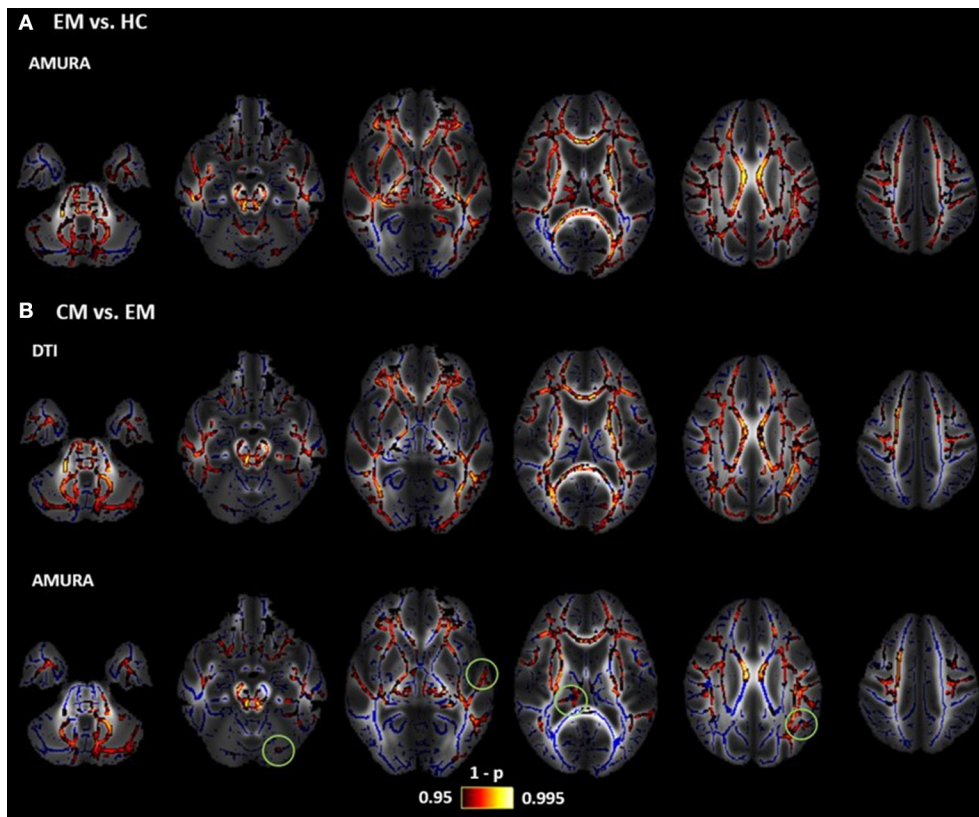 A EM vs. HC
AMURA
B CM vs. EM
DTI
AMURA
1 - p
0.95 0.995